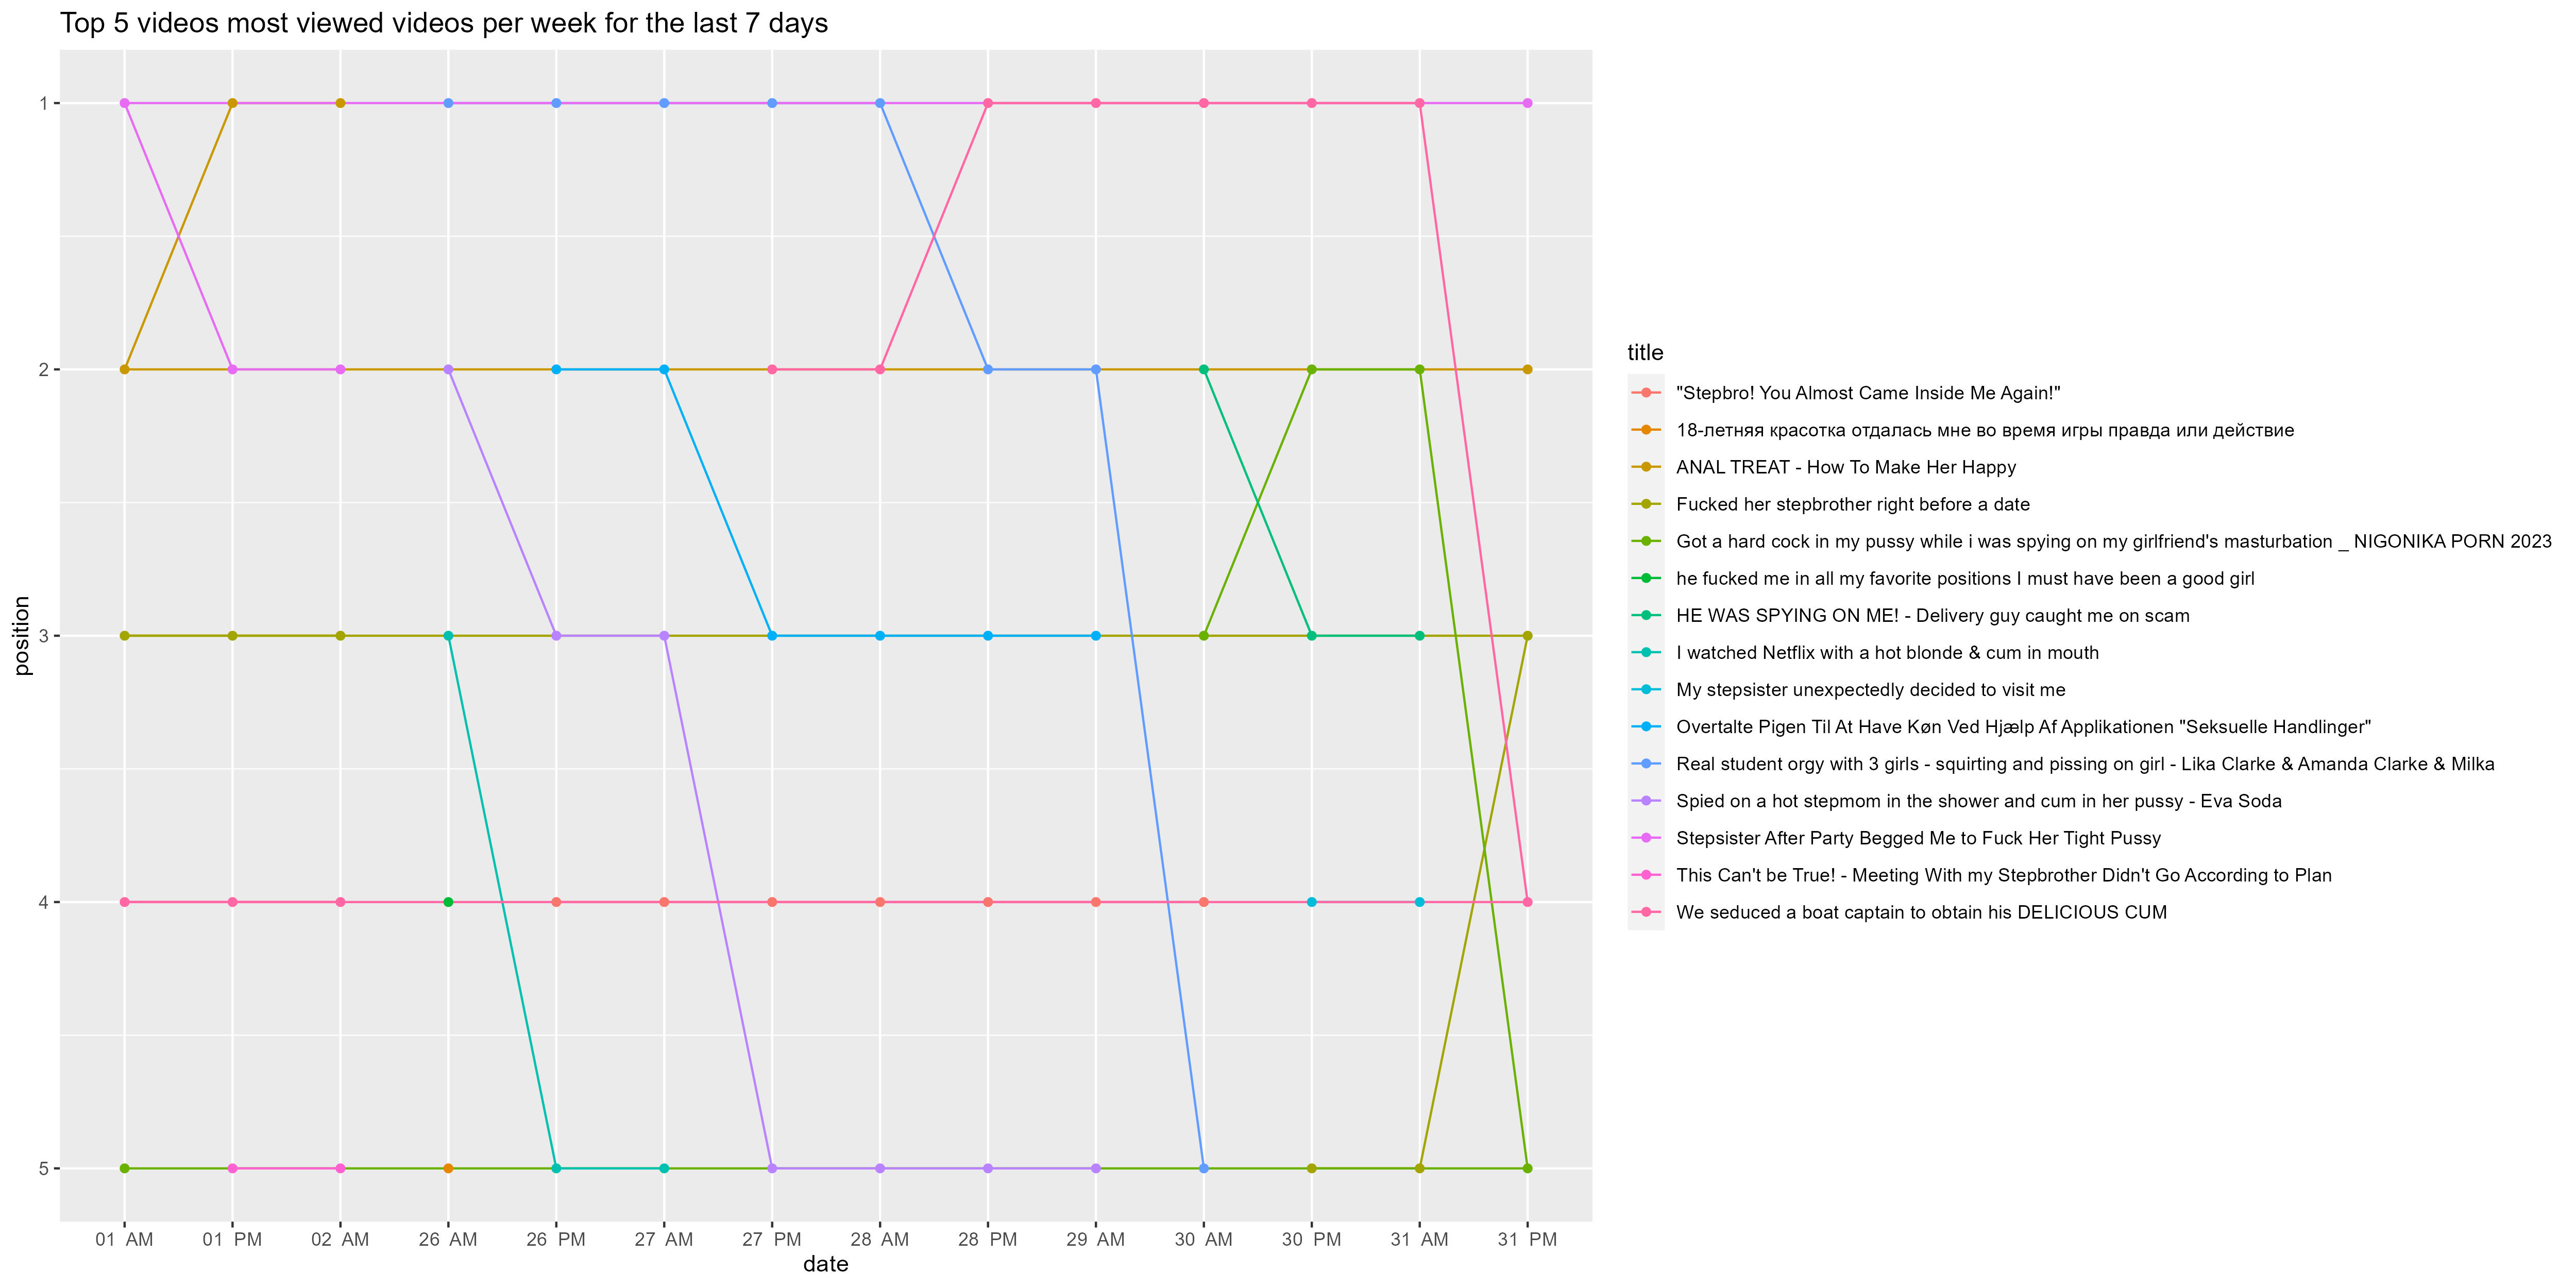 Top 5 videos most viewed videos per week for the last 7 days
position
1
2
3
4
5
01 AM
01 PM
02 AM
26 AM
26 PM
27 AM
27 PM
28 AM
28 PM
29 AM
30 AM
30 PM
31 AM
31 PM
date
title
"Stepbro! You Almost Came Inside Me Again!"
18-летняя красотка отдалась мне во время игры правда или действие
ANAL TREAT - How To Make Her Happy
Fucked her stepbrother right before a date
Got a hard cock in my pussy while i was spying on my girlfriend's masturbation _ NIGONIKA PORN 2023
he fucked me in all my favorite positions I must have been a good girl
HE WAS SPYING ON ME! - Delivery guy caught me on scam
I watched Netflix with a hot blonde & cum in mouth
My stepsister unexpectedly decided to visit me
Overtalte Pigen Til At Have Køn Ved Hjælp Af Applikationen "Seksuelle Handlinger"
Real student orgy with 3 girls - squirting and pissing on girl - Lika Clarke & Amanda Clarke & Milka
Spied on a hot stepmom in the shower and cum in her pussy - Eva Soda
Stepsister After Party Begged Me to Fuck Her Tight Pussy
This Can't be True! - Meeting With my Stepbrother Didn't Go According to Plan
We seduced a boat captain to obtain his DELICIOUS CUM